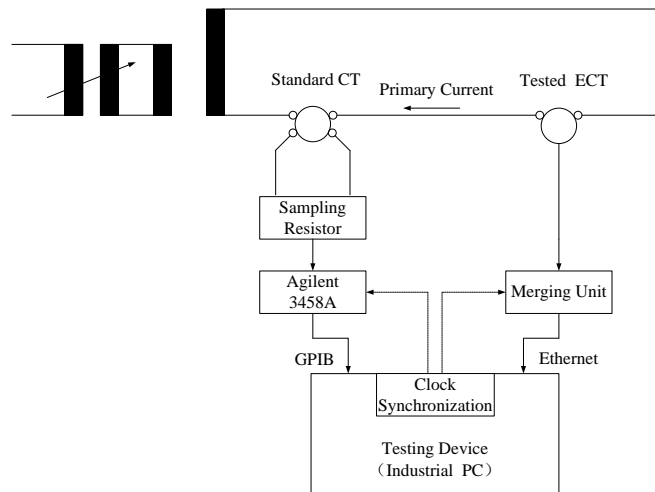 Standard CT
Primary Current
Tested ECT
Sampling
Resistor
Agilent
3458A
Merging Unit
GPIB
Ethernet
Clock
Synchronization
Testing Device
（Industrial PC）